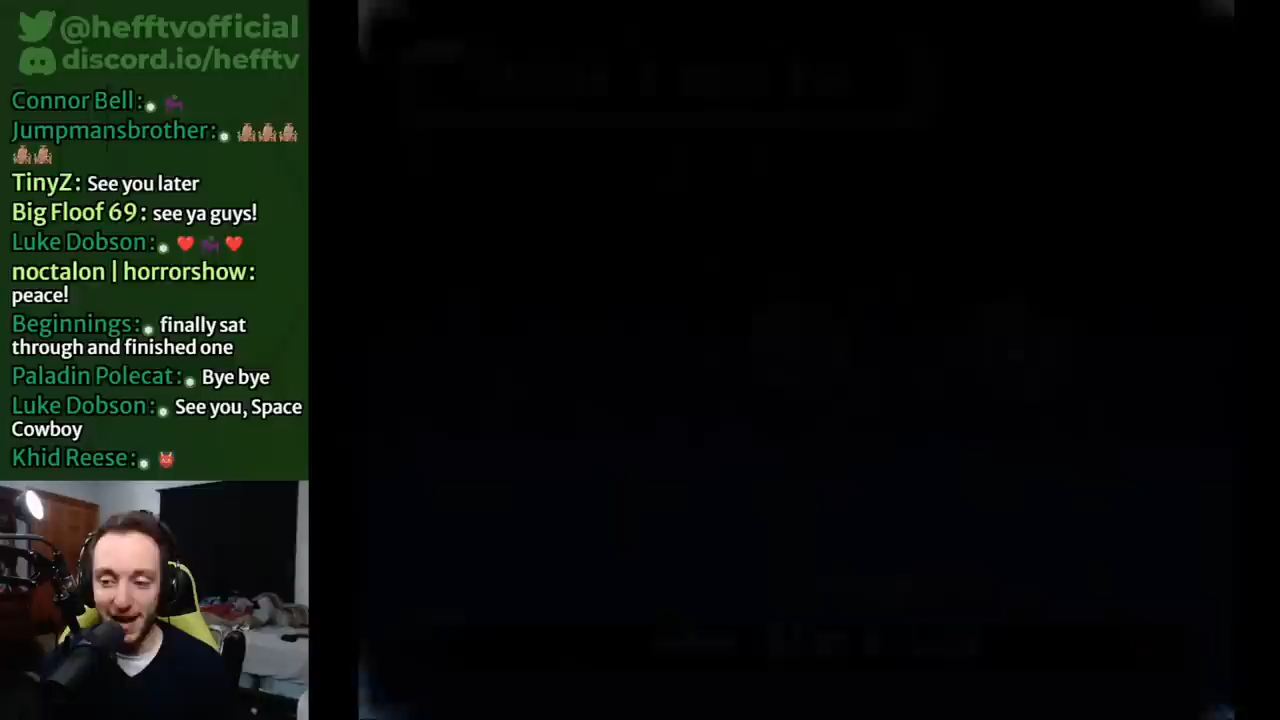 @hefftvofficial
discord.io/hefftv
Connor Bell:
Jumpmansbrother:
TinyZ: See you later
Big Floof 69: see ya guys!
Luke Dobson:
noctalon | horrorshow:
peace!
Beginnings: finally sat
through and finished one
Paladin Polecat: Bye bye
Luke Dobson: See you, Space
Cowboy
Khid Reese: